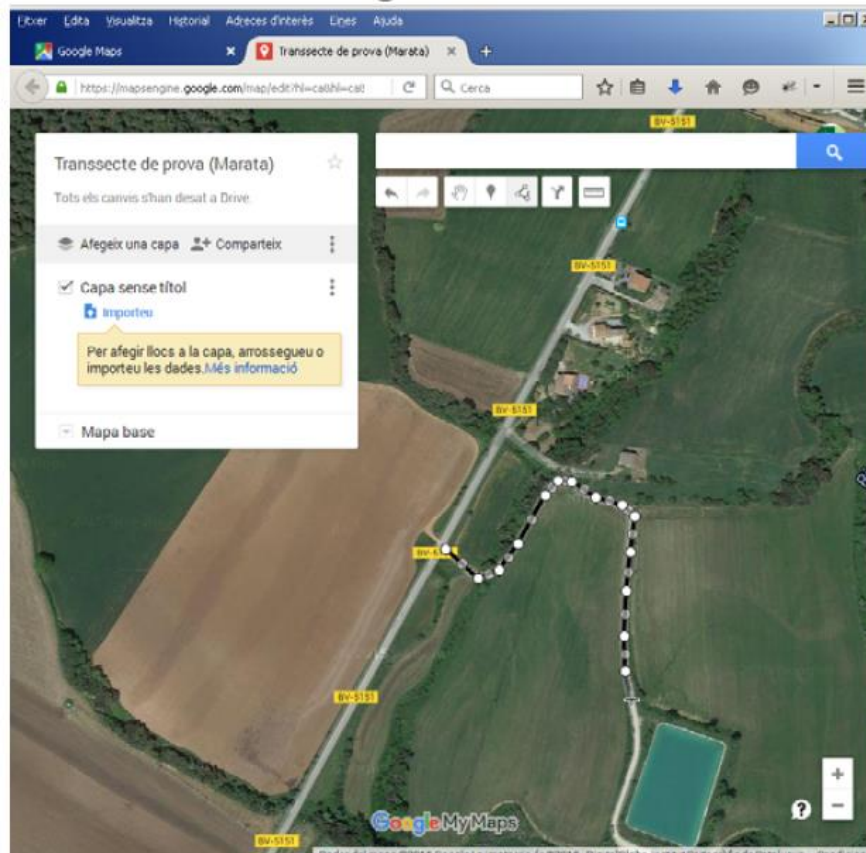 Fitxer Edita Visualitza Historial Adreces d'interès Eines Ajuda
Google Maps × Transsecte de prova (Marata) × +
https://mapsengine.google.com/map/edit?hl=ca&hl=ca& Cerca
Transsecte de prova (Marata)
Tots els canvis s'han desat a Drive.
Afegeix una capa Comparteix
Capa sense títol
Importeu
Per afegir llocs a la capa, arrossegueu o
importeu les dades.Més informació
Mapa base
BV-5151
BV-5151
BV-5151
BV-5151
BV-5151
Google My Maps